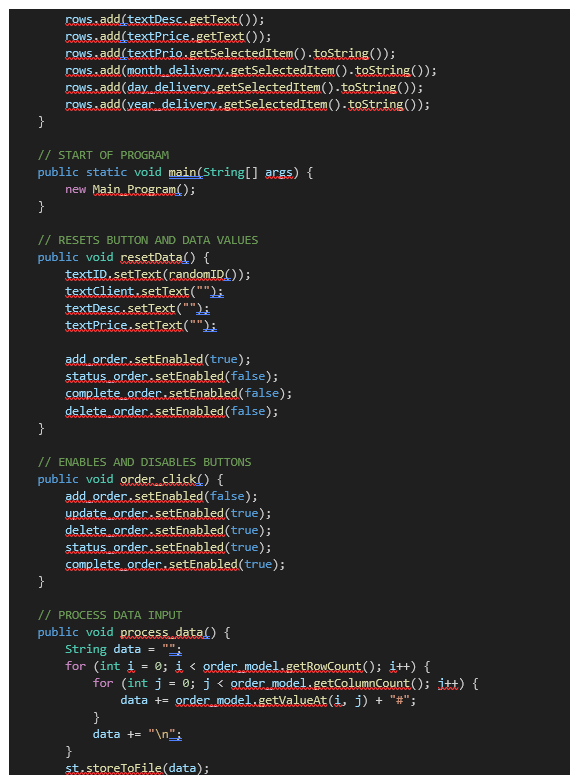 rows.add(textDesc.getText());
rows.add(textPrice.getText());
rows.add(textPrio.getSelectedItem().toString());
rows.add(month_delivery.getSelectedItem().toString());
rows.add(day_delivery.getSelectedItem().toString());
rows.add(year_delivery.getSelectedItem().toString());
}
// START OF PROGRAM
public static void main(String[] args) {
new Main_Program();
}
// RESETS BUTTON AND DATA VALUES
public void resetData() {
textID.setText(randomID());
textClient.setText("");
textDesc.setText("");
textPrice.setText("");
add_order.setEnabled(true);
status_order.setEnabled(false);
complete_order.setEnabled(false);
delete_order.setEnabled(false);
}
// ENABLES AND DISABLES BUTTONS
public void order_click() {
add_order.setEnabled(false);
update_order.setEnabled(true);
delete_order.setEnabled(true);
status_order.setEnabled(true);
complete_order.setEnabled(true);
}
// PROCESS DATA INPUT
public void process_data() {
String data = "";
for (int i = 0; i < order_model.getRowCount(); i++) {
for (int j = 0; j < order_model.getColumnCount(); j++) {
data += order_model.getValueAt(i, j) + "#";
}
data += "\n";
}
st.storeToFile(data);